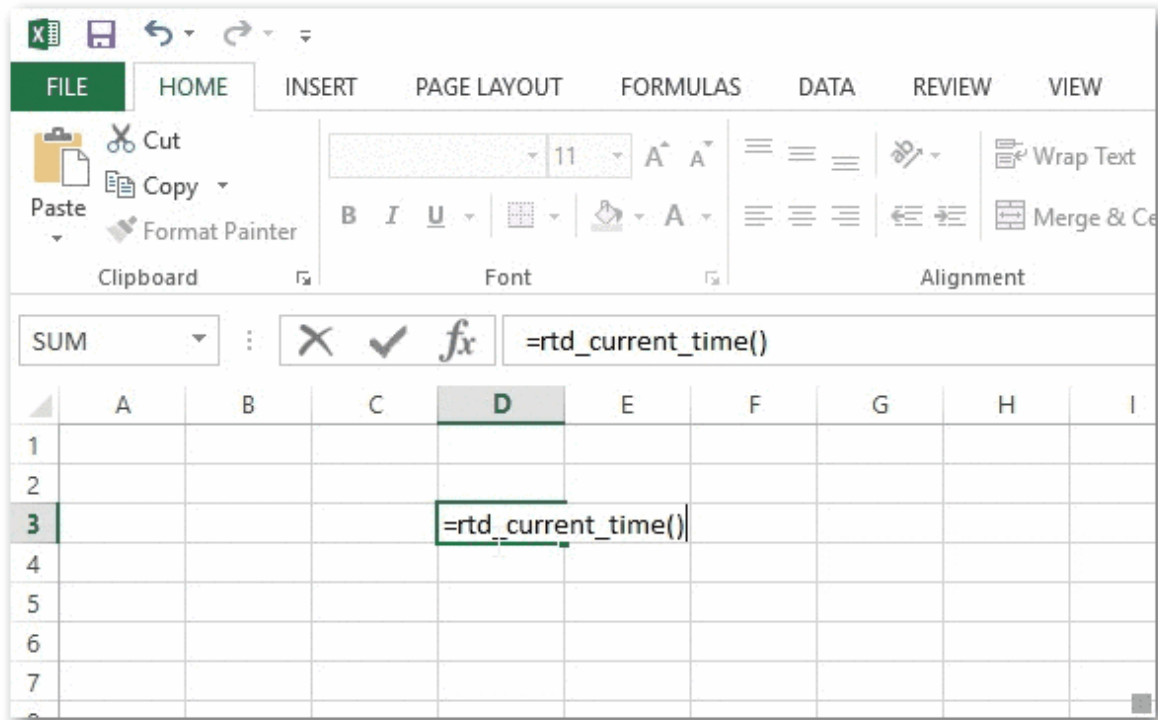 FILE HOME INSERT PAGE LAYOUT FORMULAS DATA REVIEW VIEW
Cut
Copy
Paste
Format Painter
11 A A
Wrap Text
B I U A
Merge & Ce
Clipboard Font Alignment
SUM fx =rtd_current_time()
A B C D E F G H I
1
2
3 =rtd_current_time()
4
5
6
7